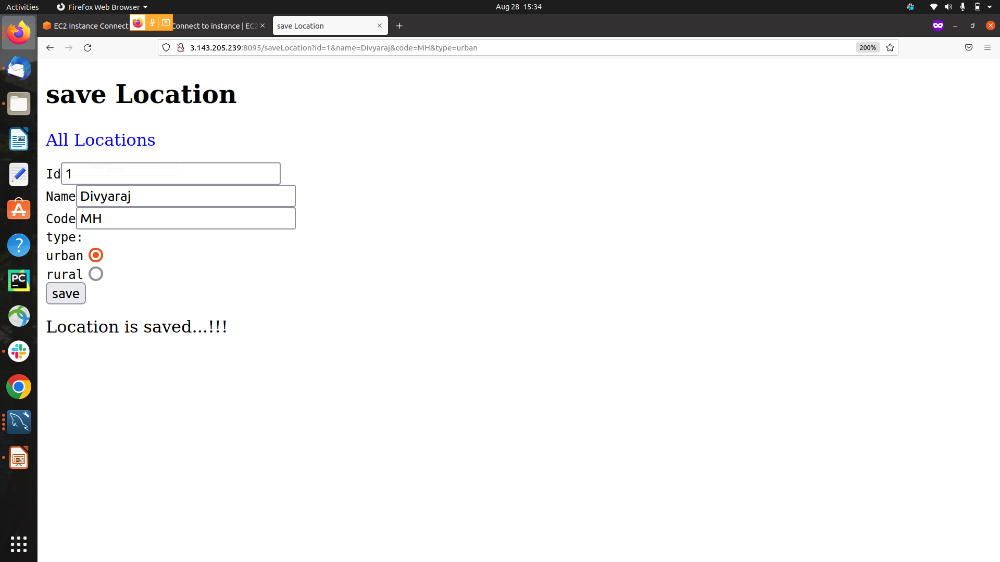 Activities
Firefox Web Browser
Aug 28 15:34
EC2 Instance Connect
Connect to instance | EC2
save Location
3.143.205.239:8095/saveLocation?id=1&name=Divyaraj&code=MH&type=urban
200%
save Location
All Locations
Id 1
Tables
Name Divyaraj
Code MH
type:
urban
rural
save
Location is saved...!!!
PC
?